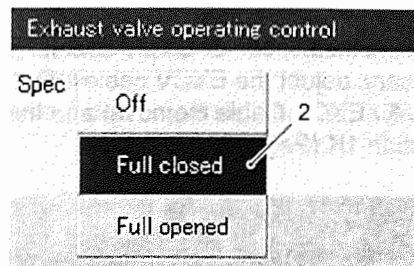 Exhaust valve operating control
Spec
Off
2
Full closed
Full opened